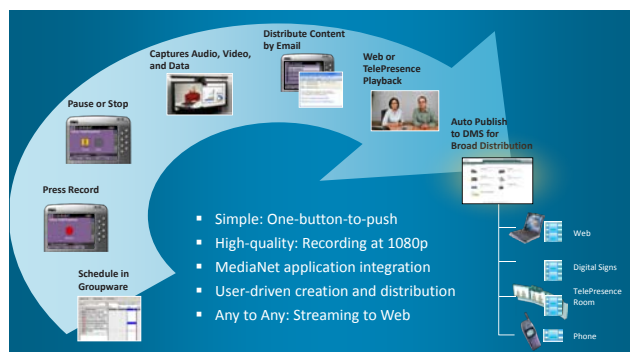 Distribute Content
by Email
Captures Audio, Video,
and Data
Web or
TelePresence
Playback
Pause or Stop
Auto Publish
to DMS for
Broad Distribution
Press Record
Schedule in
Groupware
▪ Simple: One-button-to-push
▪ High-quality: Recording at 1080p
▪ MediaNet application integration
▪ User-driven creation and distribution
▪ Any to Any: Streaming to Web
Web
Digital Signs
TelePresence
Room
Phone